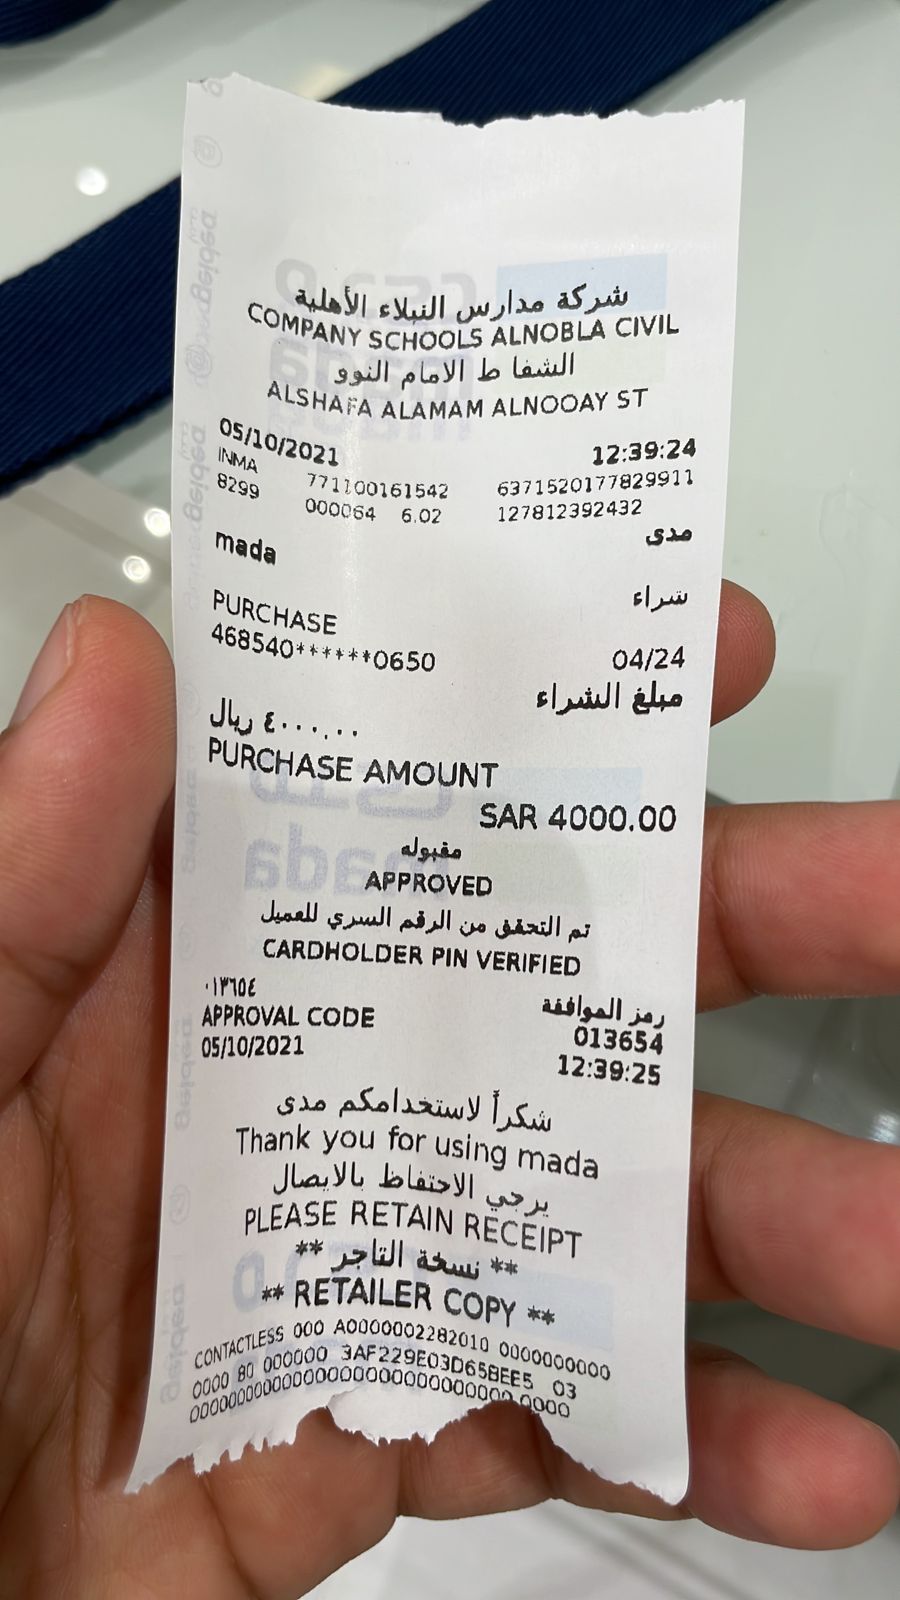 شركة مدارس النبلاء الأهلية
COMPANY SCHOOLS ALNOBLA CIVIL
الشفا ط الامام النوو
ALSHAFA ALAMAM ALNOOAY ST
05/10/2021 12:39:24
INMA 771100161542 6371520177829911
8299 000064 6.02 127812392432
mada مدى
PURCHASE شراء
468540******0650 04/24
مبلغ الشراء
٤٠٠٠,٠٠ ريال
PURCHASE AMOUNT
SAR 4000.00
مقبوله
APPROVED
تم التحقق من الرقم السري للعميل
CARDHOLDER PIN VERIFIED
٠١٣٦٥٤ رمز الموافقة
APPROVAL CODE 013654
05/10/2021 12:39:25
شكراً لاستخدامكم مدى
Thank you for using mada
يرجي الاحتفاظ بالايصال
PLEASE RETAIN RECEIPT
** نسخة التاجر **
** RETAILER COPY **
CONTACTLESS 000 A0000002282010 0000000000
0000 80 000000 3AF229E03D65BEE5 03